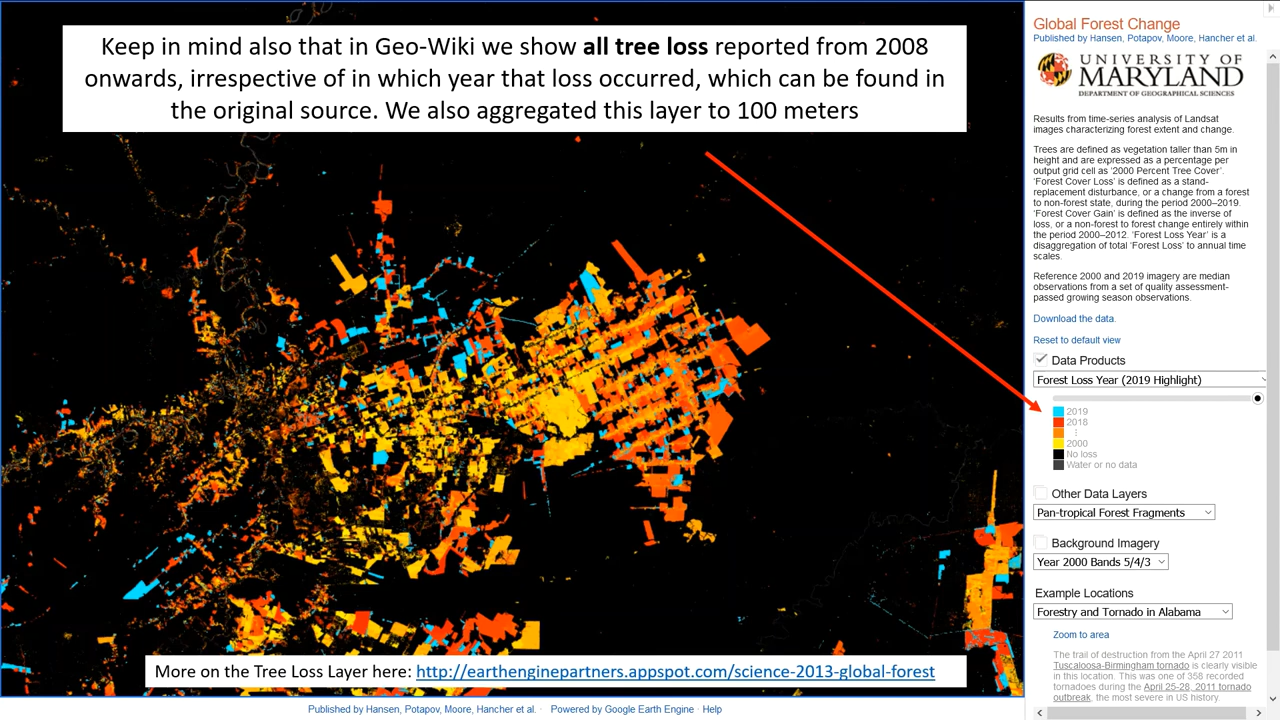 Keep in mind also that in Geo-Wiki we show all tree loss reported from 2008
onwards, irrespective of in which year that loss occurred, which can be found in
the original source. We also aggregated this layer to 100 meters
More on the Tree Loss Layer here: http://earthenginepartners.appspot.com/science-2013-global-forest
Published by Hansen, Potapov, Moore, Hancher et al. · Powered by Google Earth Engine · Help
Global Forest Change
Published by Hansen, Potapov, Moore, Hancher et al.
UNIVERSITY OF
MARYLAND
DEPARTMENT OF GEOGRAPHICAL SCIENCES
Results from time-series analysis of Landsat
images characterizing forest extent and change.
Trees are defined as vegetation taller than 5m in
height and are expressed as a percentage per
output grid cell as '2000 Percent Tree Cover'.
'Forest Cover Loss' is defined as a stand-
replacement disturbance, or a change from a forest
to non-forest state, during the period 2000–2019.
'Forest Cover Gain' is defined as the inverse of
loss, or a non-forest to forest change entirely within
the period 2000–2012. 'Forest Loss Year' is a
disaggregation of total 'Forest Loss' to annual time
scales.
Reference 2000 and 2019 imagery are median
observations from a set of quality assessment-
passed growing season observations.
Download the data.
Reset to default view
Data Products
Forest Loss Year (2019 Highlight)
2019
2018
⋮
2000
No loss
Water or no data
Other Data Layers
Pan-tropical Forest Fragments
Background Imagery
Year 2000 Bands 5/4/3
Example Locations
Forestry and Tornado in Alabama
Zoom to area
The trail of destruction from the April 27 2011
Tuscaloosa-Birmingham tornado is clearly visible
in this location. This was one of 358 recorded
tornadoes during the April 25-28, 2011 tornado
outbreak, the most severe in US history.